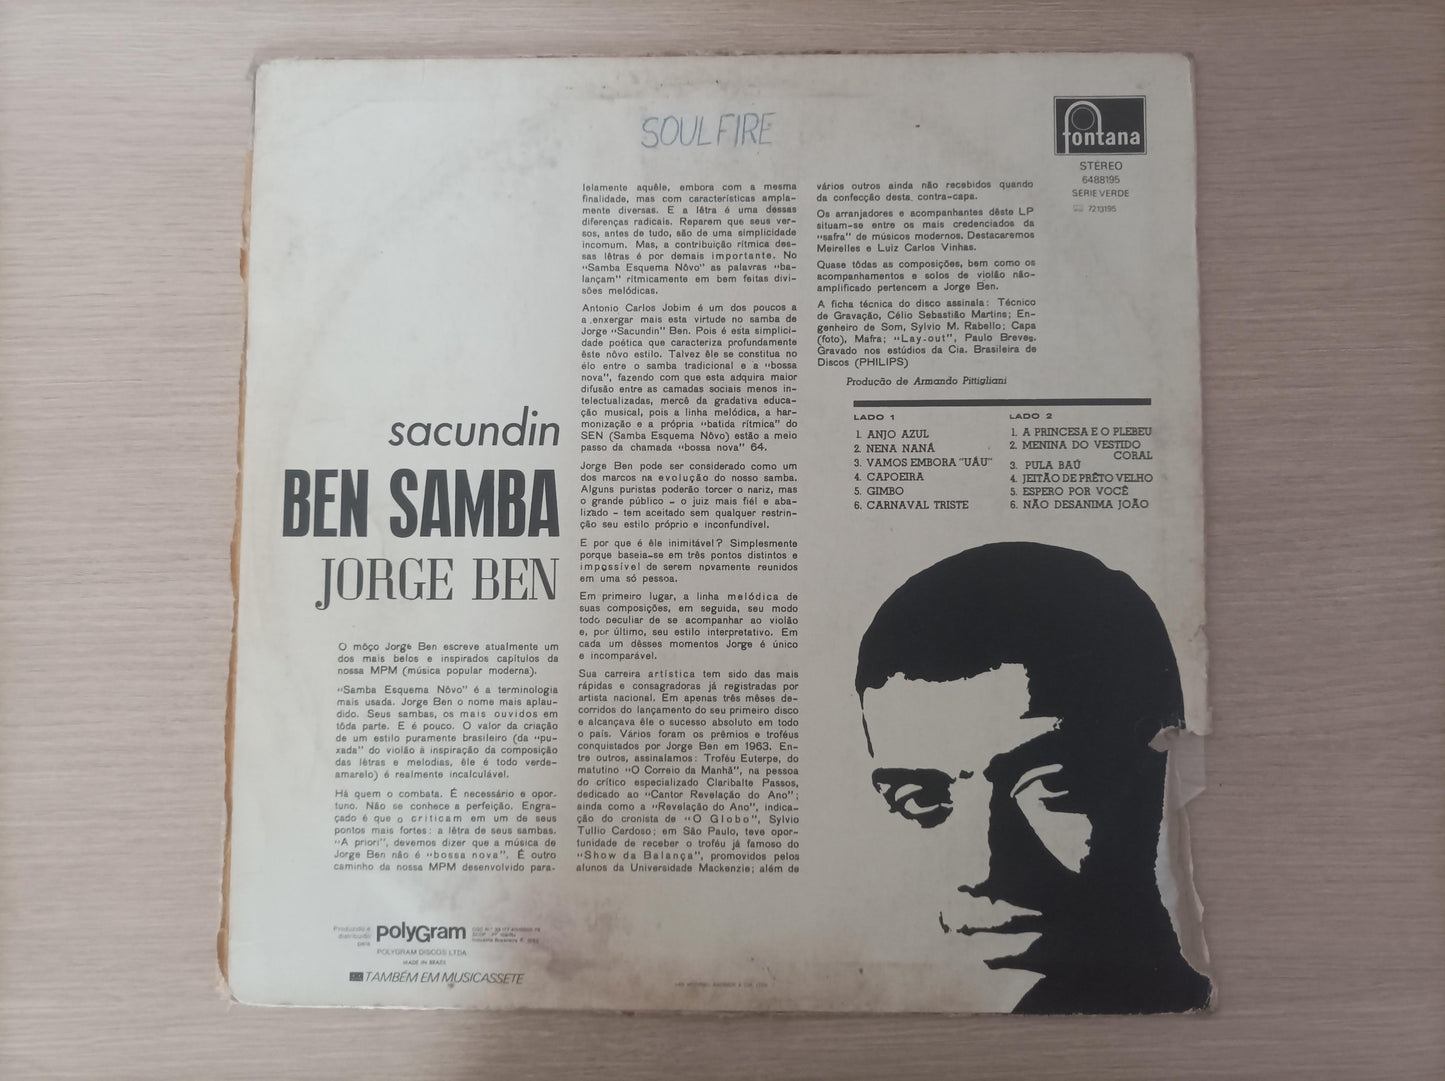 SOUL FIRE
fontana
STÉREO
6488195
SÉRIE VERDE
7213195
sacundin
BEN SAMBA
JORGE BEN
O môço Jorge Ben escreve atualmente um
dos mais belos e inspirados capítulos da
nossa MPM (música popular moderna).
"Samba Esquema Nôvo" é a terminologia
mais usada. Jorge Ben o nome mais aplau-
dido. Seus sambas, os mais ouvidos em
tôda parte. E é pouco. O valor da criação
de um estilo puramente brasileiro (da "pu-
xada" do violão à inspiração da composição
das lêtras e melodias, êle é todo verde-
amarelo) é realmente incalculável.
Há quem o combata. É necessário e opor-
tuno. Não se conhece a perfeição. Engra-
çado é que o criticam em um de seus
pontos mais fortes: a lêtra de seus sambas.
"A priori", devemos dizer que a música de
Jorge Ben não é "bossa nova". É outro
caminho da nossa MPM desenvolvido para-
lelamente aquêle, embora com a mesma
finalidade, mas com características ampla-
mente diversas. E a lêtra é uma dessas
diferenças radicais. Reparem que seus ver-
sos, antes de tudo, são de uma simplicidade
incomum. Mas, a contribuição rítmica des-
sas lêtras é por demais importante. No
"Samba Esquema Nôvo" as palavras "ba-
lançam" rítmicamente em bem feitas divi-
sões melódicas.
Antonio Carlos Jobim é um dos poucos a
a enxergar mais esta virtude no samba de
Jorge "Sacundin" Ben. Pois é esta simplici-
dade poética que caracteriza profundamente
êste nôvo estilo. Talvez êle se constitua no
élo entre o samba tradicional e a "bossa
nova", fazendo com que esta adquira maior
difusão entre as camadas sociais menos in-
telectualizadas, mercê da gradativa educa-
ção musical, pois a linha melódica, a har-
monização e a própria "batida rítmica" do
SEN (Samba Esquema Nôvo) estão a meio
passo da chamada "bossa nova" 64.
Jorge Ben pode ser considerado como um
dos marcos na evolução do nosso samba.
Alguns puristas poderão torcer o nariz, mas
o grande público - o juiz mais fiél e aba-
lizado - tem aceitado sem qualquer restrin-
ção seu estilo próprio e inconfundível.
E por que é êle inimitável? Simplesmente
porque baseia-se em três pontos distintos e
impossível de serem novamente reunidos
em uma só pessoa.
Em primeiro lugar, a linha melódica de
suas composições, em seguida, seu modo
todo peculiar de se acompanhar ao violão
e, por último, seu estilo interpretativo. Em
cada um dêsses momentos Jorge é único
e incomparável.
Sua carreira artística tem sido das mais
rápidas e consagradoras já registradas por
artista nacional. Em apenas três mêses de-
corridos do lançamento do seu primeiro disco
e alcançava êle o sucesso absoluto em todo
o país. Vários foram os prêmios e troféus
conquistados por Jorge Ben em 1963. En-
tre outros, assinalamos: Troféu Euterpe, do
matutino "O Correio da Manhã", na pessoa
do crítico especializado Claribalte Passos,
dedicado ao "Cantor Revelação do Ano";
ainda como a "Revelação do Ano", indica-
ção do cronista de "O Globo", Sylvio
Tullio Cardoso; em São Paulo, teve opor-
tunidade de receber o troféu já famoso do
"Show da Balança", promovidos pelos
alunos da Universidade Mackenzie; além de
vários outros ainda não recebidos quando
da confecção desta contra-capa.
Os arranjadores e acompanhantes dêste LP
situam-se entre os mais credenciados da
"safra" de músicos modernos. Destacaremos
Meirelles e Luiz Carlos Vinhas.
Quase tôdas as composições, bem como os
acompanhamentos e solos de violão não-
amplificado pertencem a Jorge Ben.
A ficha técnica do disco assinala: Técnico
de Gravação, Célio Sebastião Martins; En-
genheiro de Som, Sylvio M. Rabello; Capa
(foto), Mafra; "Lay-out", Paulo Breves.
Gravado nos estúdios da Cia. Brasileira de
Discos (PHILIPS)
Produção de Armando Pittigliani
LADO 1
1. ANJO AZUL
2. NENA NANÁ
3. VAMOS EMBORA "UÁU"
4. CAPOEIRA
5. GIMBO
6. CARNAVAL TRISTE
LADO 2
1. A PRINCESA E O PLEBEU
2. MENINA DO VESTIDO
CORAL
3. PULA BAÚ
4. JEITÃO DE PRÊTO VELHO
5. ESPERO POR VOCÊ
6. NÃO DESANIMA JOÃO
Produzido e
distribuído
pela
polyGram
POLYGRAM DISCOS LTDA
MADE IN BRAZIL
TAMBÉM EM MUSICASSETE